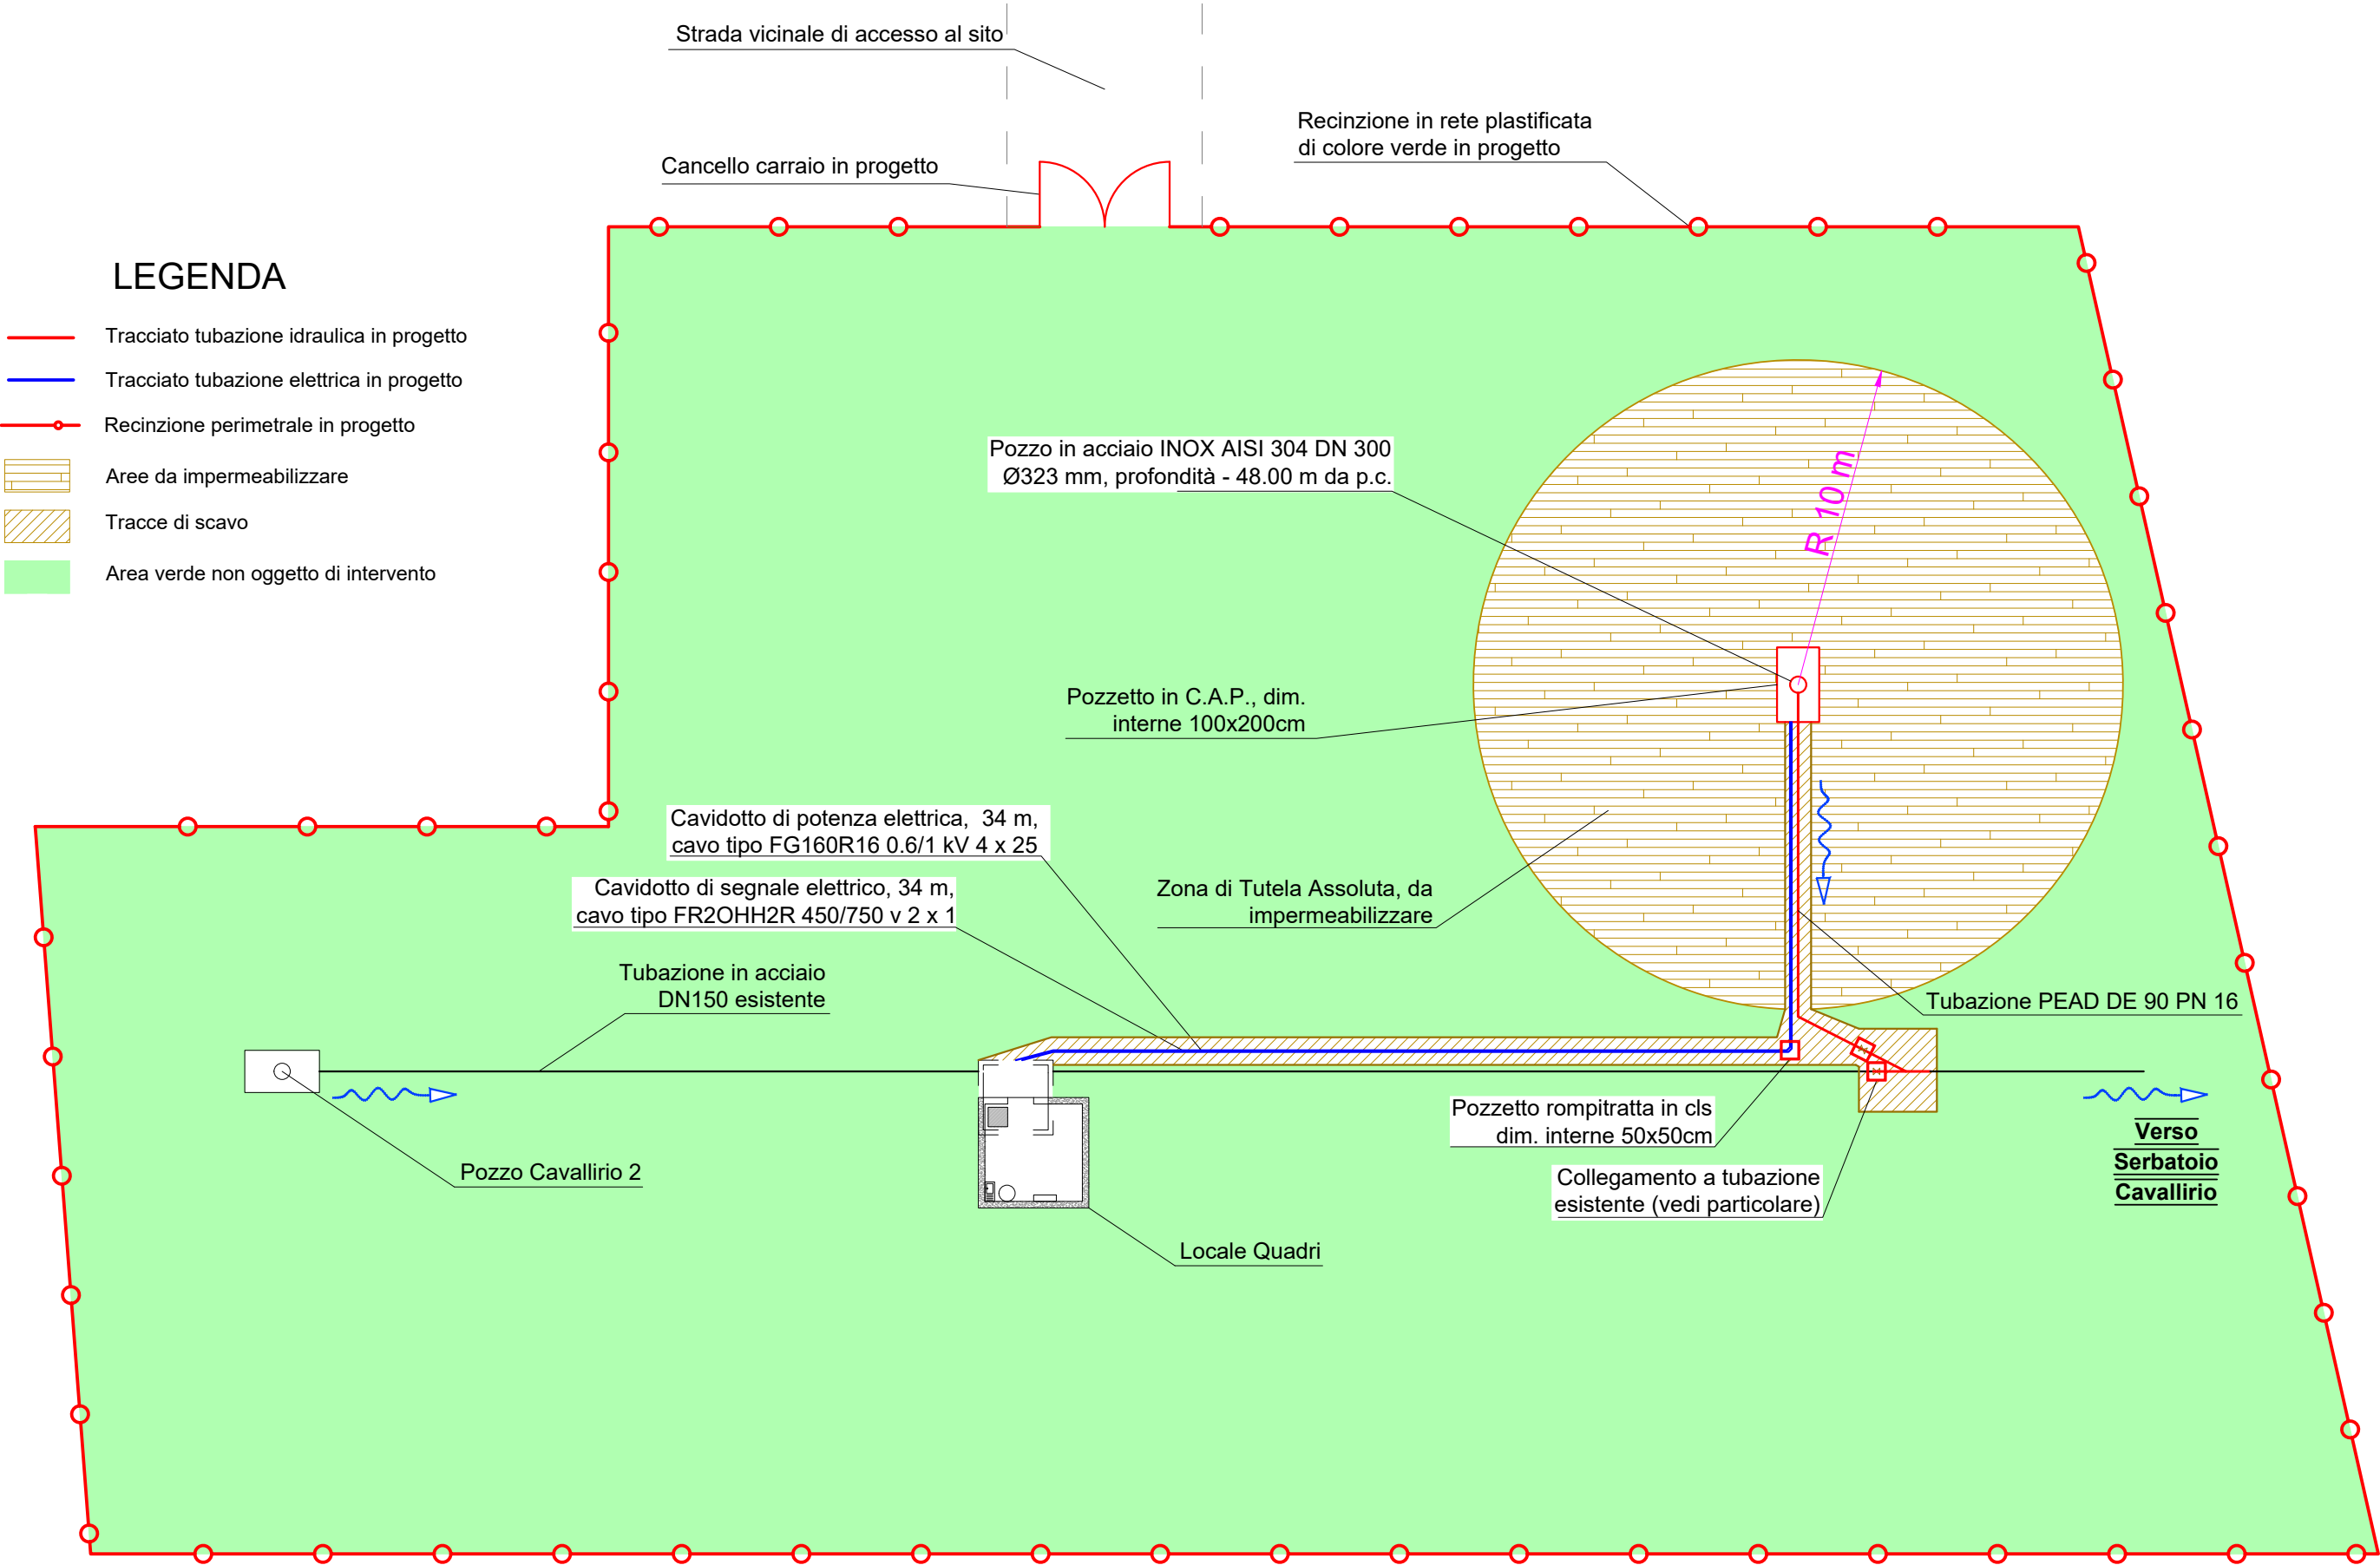 Strada vicinale di accesso al sito
Recinzione in rete plastificata
di colore verde in progetto
Cancello carraio in progetto
LEGENDA
Tracciato tubazione idraulica in progetto
Tracciato tubazione elettrica in progetto
Recinzione perimetrale in progetto
Aree da impermeabilizzare
Tracce di scavo
Area verde non oggetto di intervento
Pozzo in acciaio INOX AISI 304 DN 300
Ø323 mm, profondità - 48.00 m da p.c.
R 10 m
Pozzetto in C.A.P., dim.
interne 100x200cm
Cavidotto di potenza elettrica, 34 m,
cavo tipo FG160R16 0.6/1 kV 4 x 25
Cavidotto di segnale elettrico, 34 m,
cavo tipo FR2OHH2R 450/750 v 2 x 1
Zona di Tutela Assoluta, da
impermeabilizzare
Tubazione in acciaio
DN150 esistente
Tubazione PEAD DE 90 PN 16
Pozzetto rompitratta in cls
dim. interne 50x50cm
Verso
Serbatoio
Cavallirio
Pozzo Cavallirio 2
Collegamento a tubazione
esistente (vedi particolare)
Locale Quadri